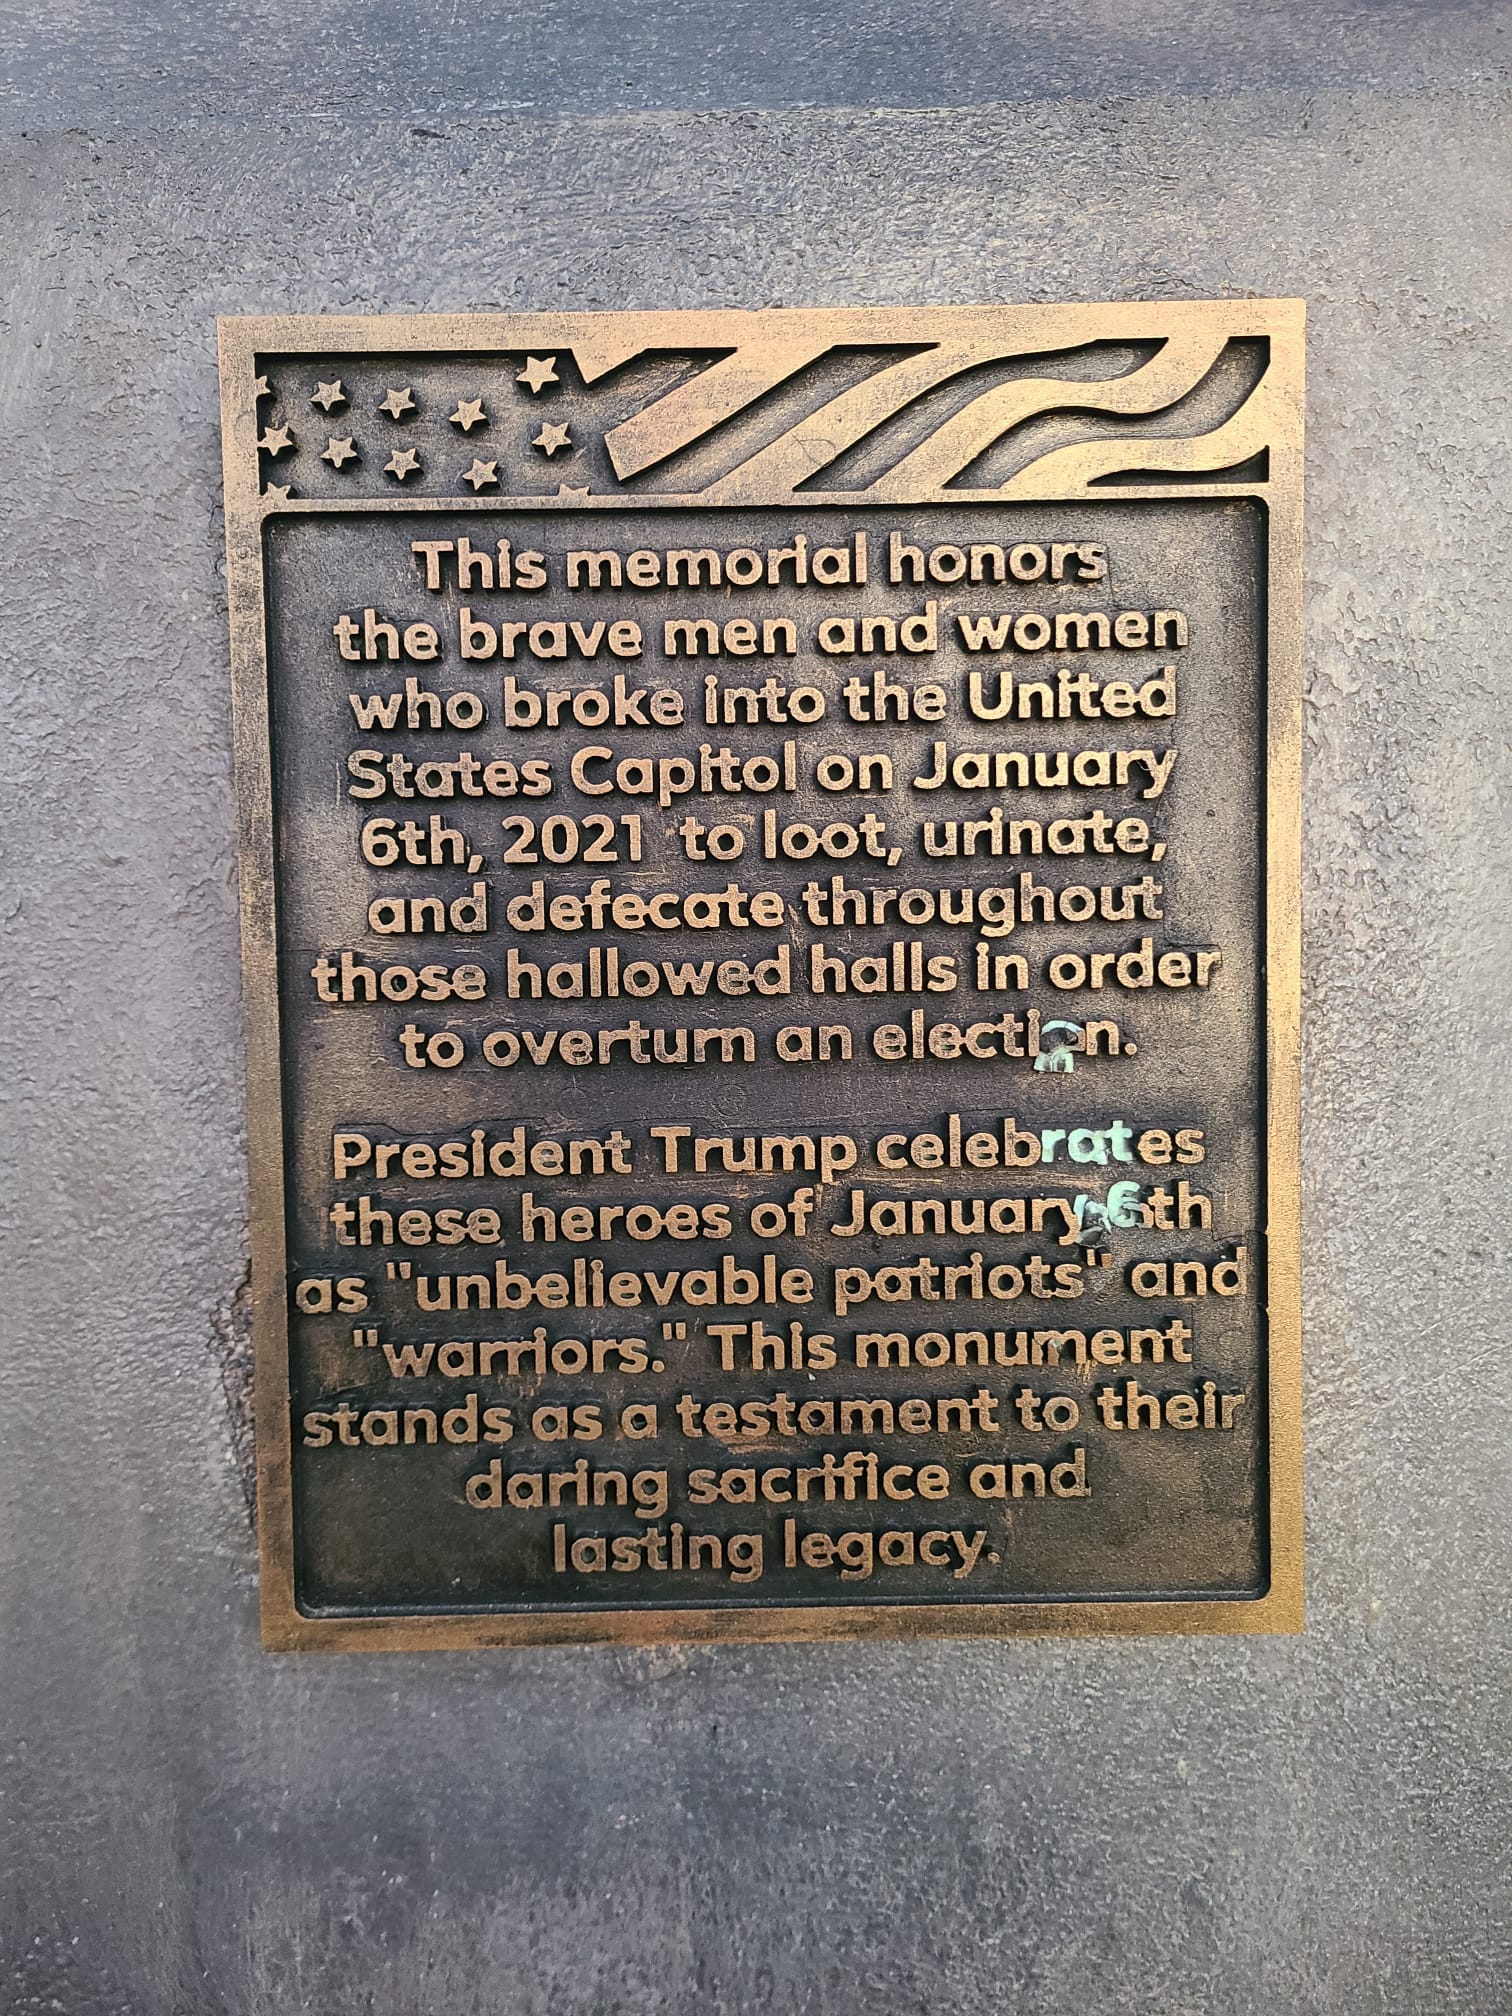 This memorial honors
the brave men and women
who broke into the United
States Capitol on January
6th, 2021 to loot, urinate,
and defecate throughout
those hallowed halls in order
to overturn an election.
President Trump celebrates
these heroes of January 6th
as "unbelievable patriots" and
"warriors." This monument
stands as a testament to their
daring sacrifice and
lasting legacy.